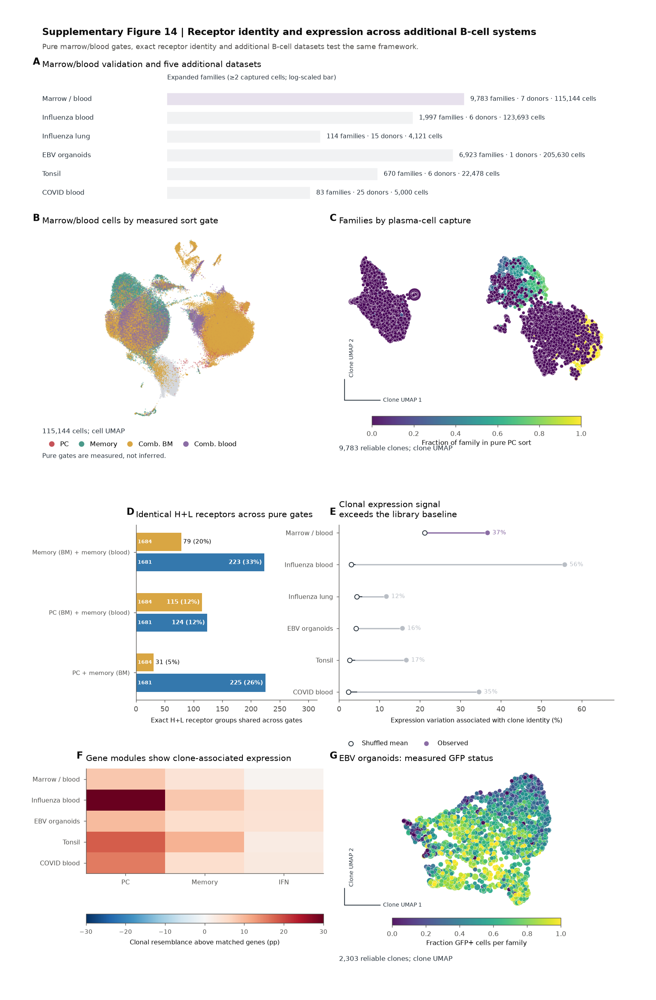 Supplementary Figure 14 | Receptor identity and expression across additional B-cell systems
Pure marrow/blood gates, exact receptor identity and additional B-cell datasets test the same framework.
A Marrow/blood validation and five additional datasets
Expanded families (≥2 captured cells; log-scaled bar)
Marrow / blood 9,783 families · 7 donors · 115,144 cells
Influenza blood 1,997 families · 6 donors · 123,693 cells
Influenza lung 114 families · 15 donors · 4,121 cells
EBV organoids 6,923 families · 1 donors · 205,630 cells
Tonsil 670 families · 6 donors · 22,478 cells
COVID blood 83 families · 25 donors · 5,000 cells
B Marrow/blood cells by measured sort gate
115,144 cells; cell UMAP
PC Memory Comb. BM Comb. blood
Pure gates are measured, not inferred.
C Families by plasma-cell capture
Clone UMAP 2
Clone UMAP 1
0.0 0.2 0.4 0.6 0.8 1.0
Fraction of family in pure PC sort
9,783 reliable clones; clone UMAP
D Identical H+L receptors across pure gates
1684 79 (20%)
Memory (BM) + memory (blood)
1681 223 (33%)
1684 115 (12%)
PC (BM) + memory (blood)
1681 124 (12%)
1684 31 (5%)
PC + memory (BM)
1681 225 (26%)
0 50 100 150 200 250 300
Exact H+L receptor groups shared across gates
E Clonal expression signal
exceeds the library baseline
Marrow / blood 37%
Influenza blood 56%
Influenza lung 12%
EBV organoids 16%
Tonsil 17%
COVID blood 35%
0 10 20 30 40 50 60
Expression variation associated with clone identity (%)
Shuffled mean Observed
F Gene modules show clone-associated expression
Marrow / blood
Influenza blood
EBV organoids
Tonsil
COVID blood
PC Memory IFN
−30 −20 −10 0 10 20 30
Clonal resemblance above matched genes (pp)
G EBV organoids: measured GFP status
Clone UMAP 2
Clone UMAP 1
0.0 0.2 0.4 0.6 0.8 1.0
Fraction GFP+ cells per family
2,303 reliable clones; clone UMAP